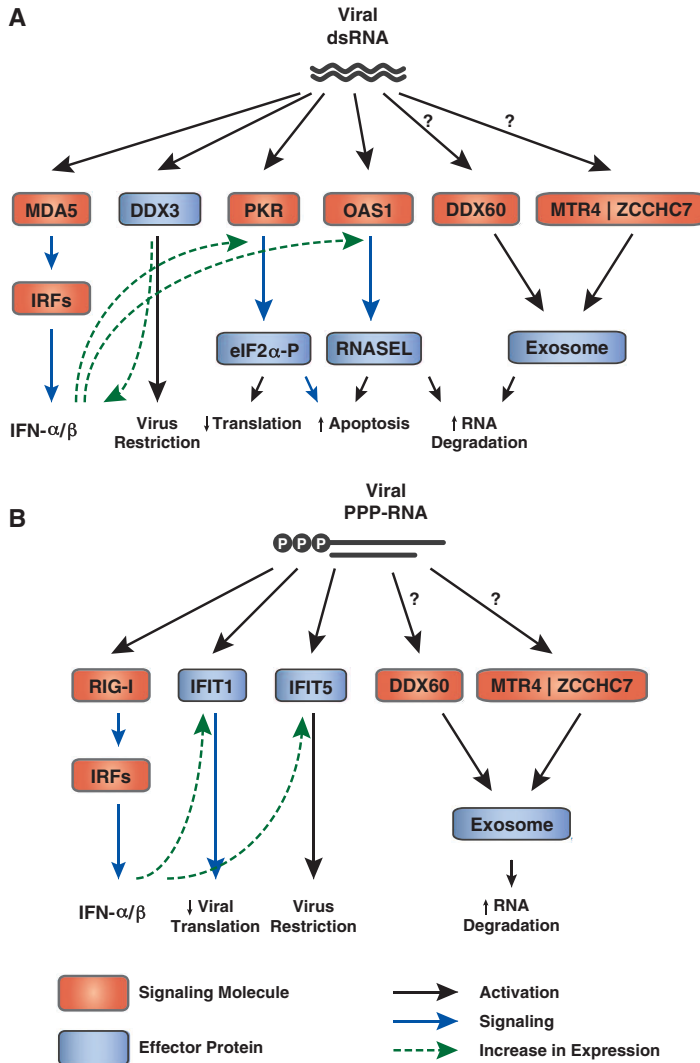 A
Viral
dsRNA
?
?
MDA5
DDX3
PKR
OAS1
DDX60
MTR4 | ZCCHC7
IRFs
eIF2α-P
RNASEL
Exosome
IFN-α/β
Virus
Restriction
↓ Translation
↑ Apoptosis
↑ RNA
Degradation
B
Viral
PPP-RNA
P P P
?
?
RIG-I
IFIT1
IFIT5
DDX60
MTR4 | ZCCHC7
IRFs
Exosome
IFN-α/β
↓ Viral
Translation
Virus
Restriction
↑ RNA
Degradation
Signaling Molecule
Effector Protein
Activation
Signaling
Increase in Expression